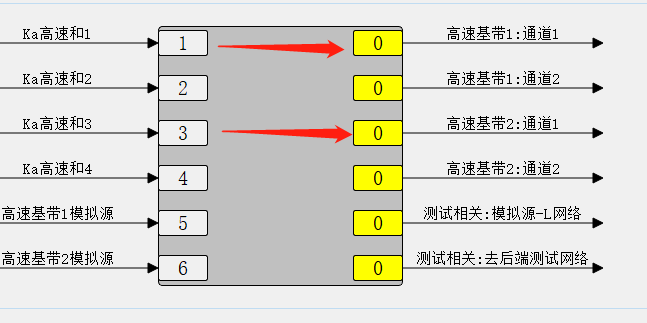 Ka高速和1 1 0 高速基带1:通道1
Ka高速和2 2 0 高速基带1:通道2
Ka高速和3 3 0 高速基带2:通道1
Ka高速和4 4 0 高速基带2:通道2
高速基带1模拟源 5 0 测试相关:模拟源-L网络
高速基带2模拟源 6 0 测试相关:去后端测试网络